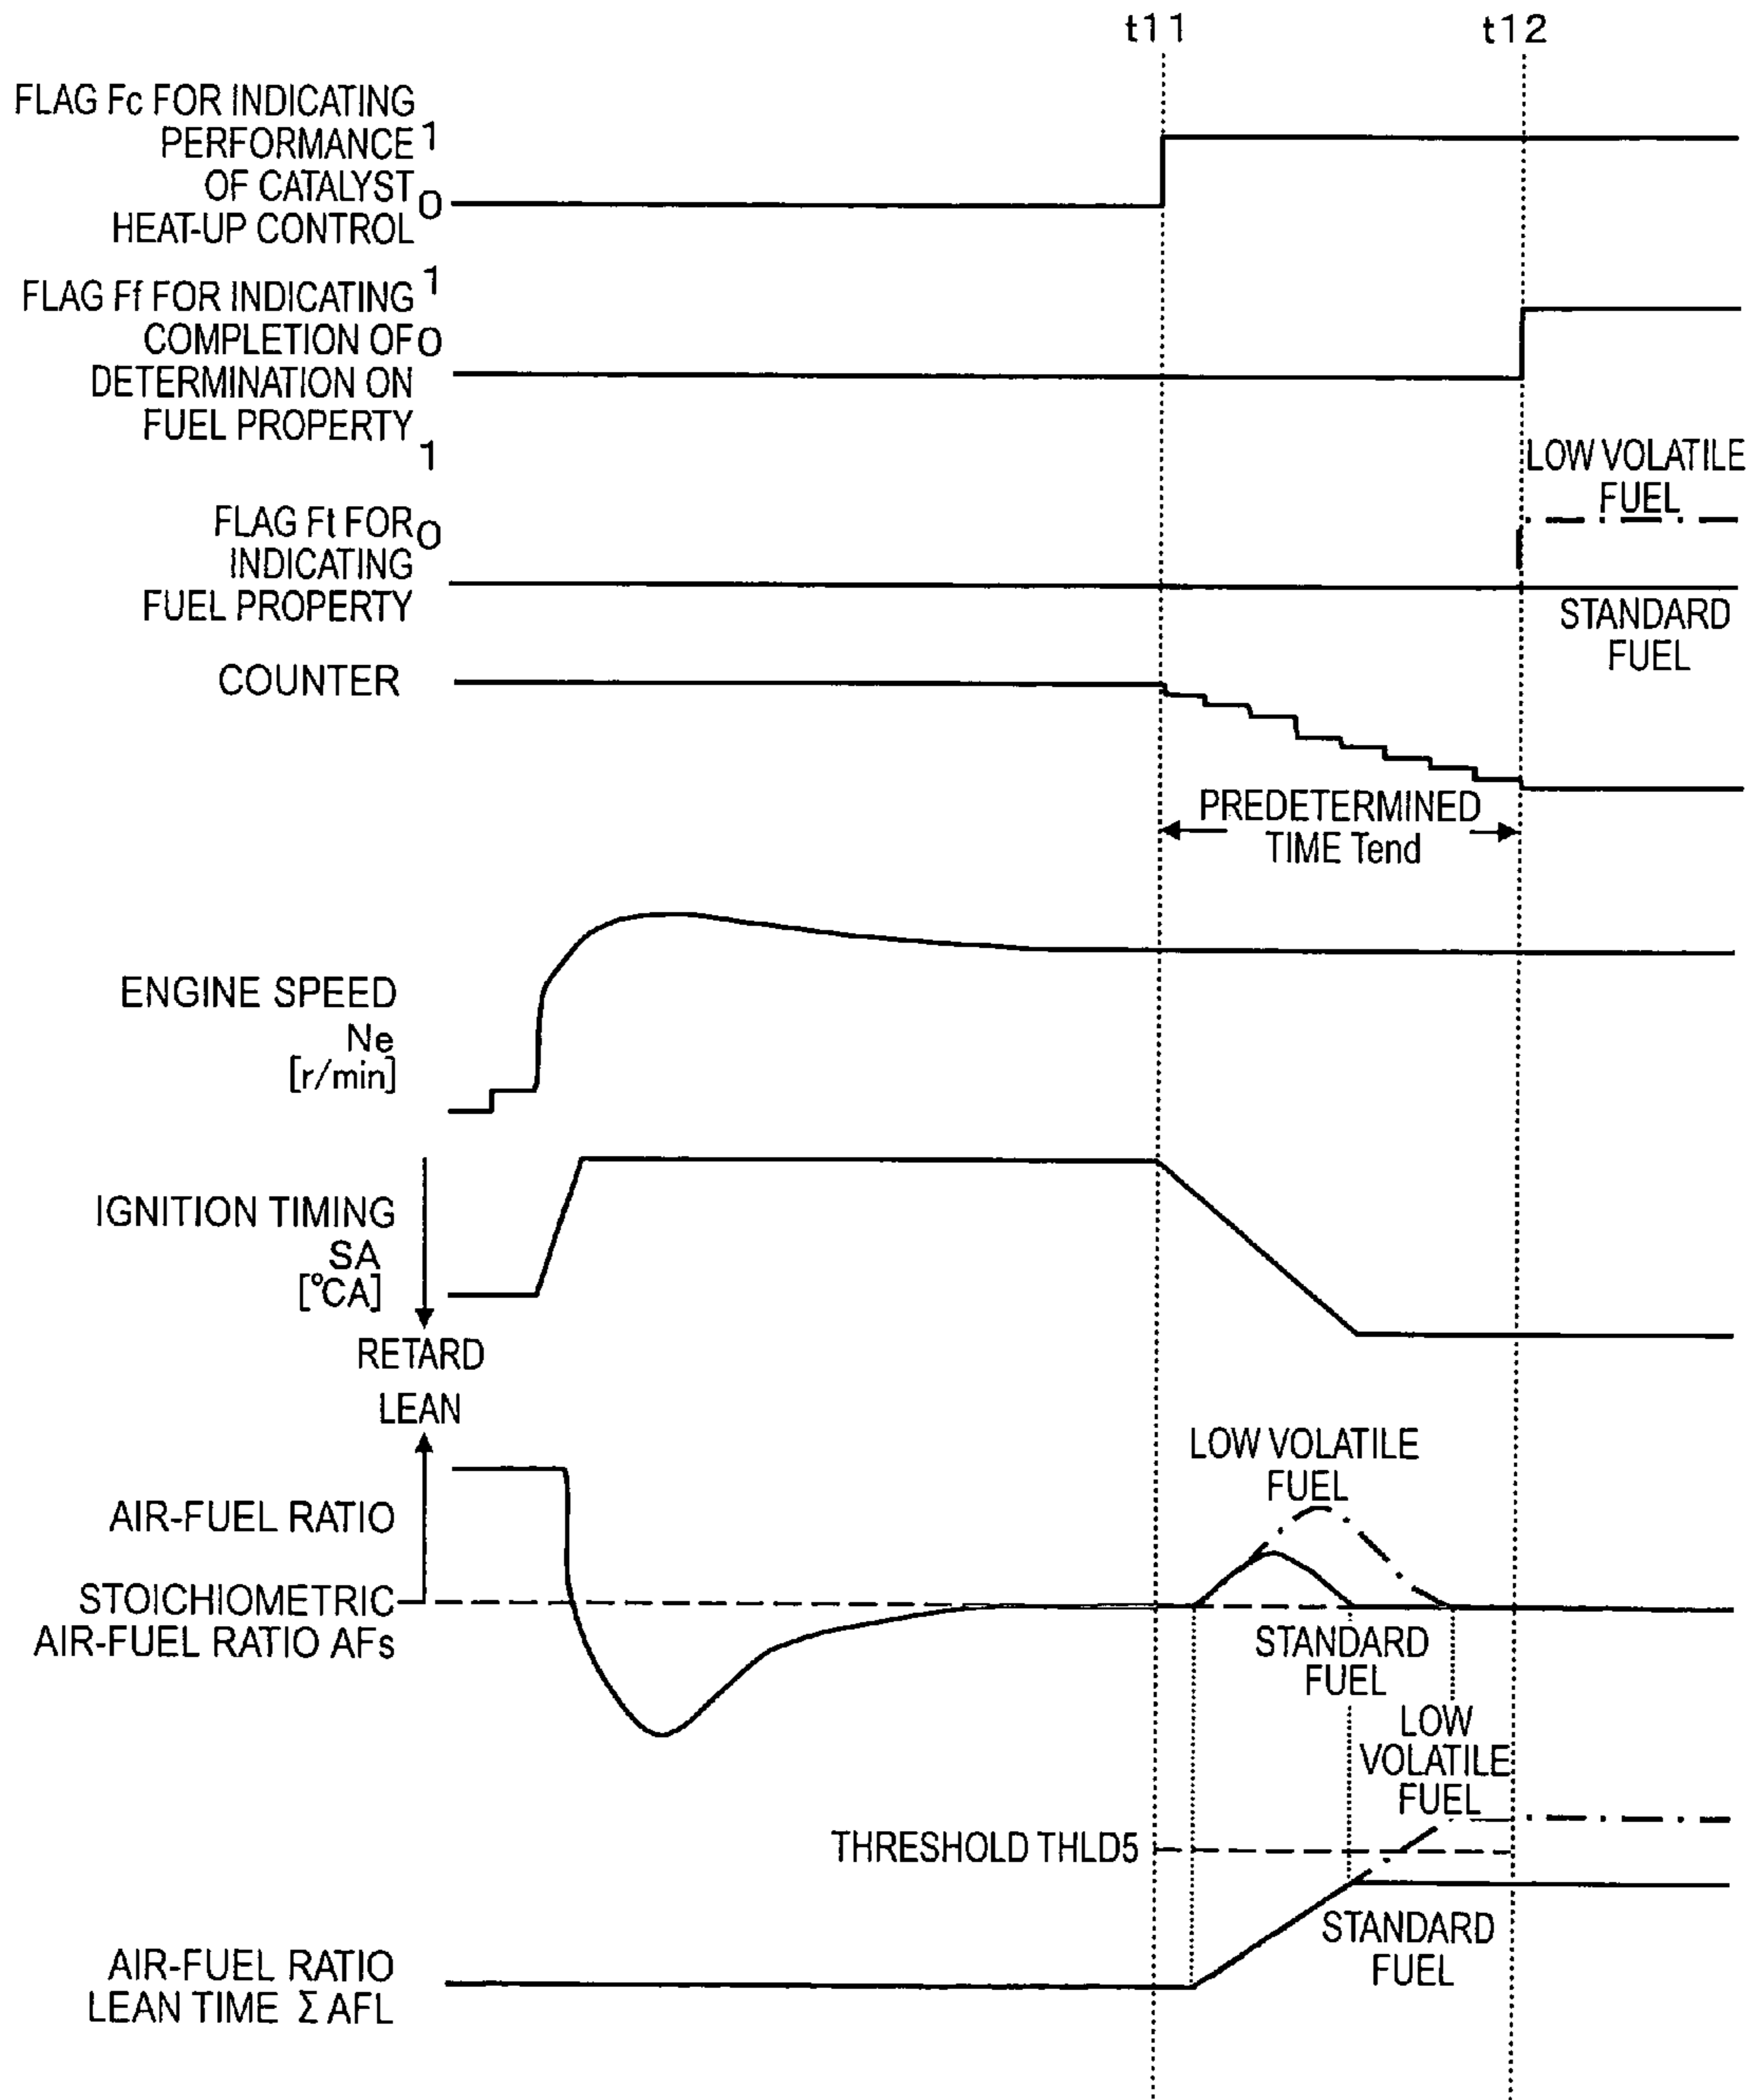 t11
t12
FLAG Fc FOR INDICATING
PERFORMANCE 1
OF CATALYST
0
HEAT-UP CONTROL
1
FLAG Ff FOR INDICATING
COMPLETION OF 0
DETERMINATION ON
FUEL PROPERTY
1
LOW VOLATILE
FUEL
FLAG Ft FOR 0
INDICATING
FUEL PROPERTY
STANDARD
FUEL
COUNTER
PREDETERMINED
TIME Tend
ENGINE SPEED
Ne
[r/min]
IGNITION TIMING
SA
[°CA]
RETARD
LEAN
LOW VOLATILE
FUEL
AIR-FUEL RATIO
STOICHIOMETRIC
AIR-FUEL RATIO AFs
STANDARD
FUEL
LOW
VOLATILE
FUEL
THRESHOLD THLD5
STANDARD
FUEL
AIR-FUEL RATIO
LEAN TIME Σ AFL